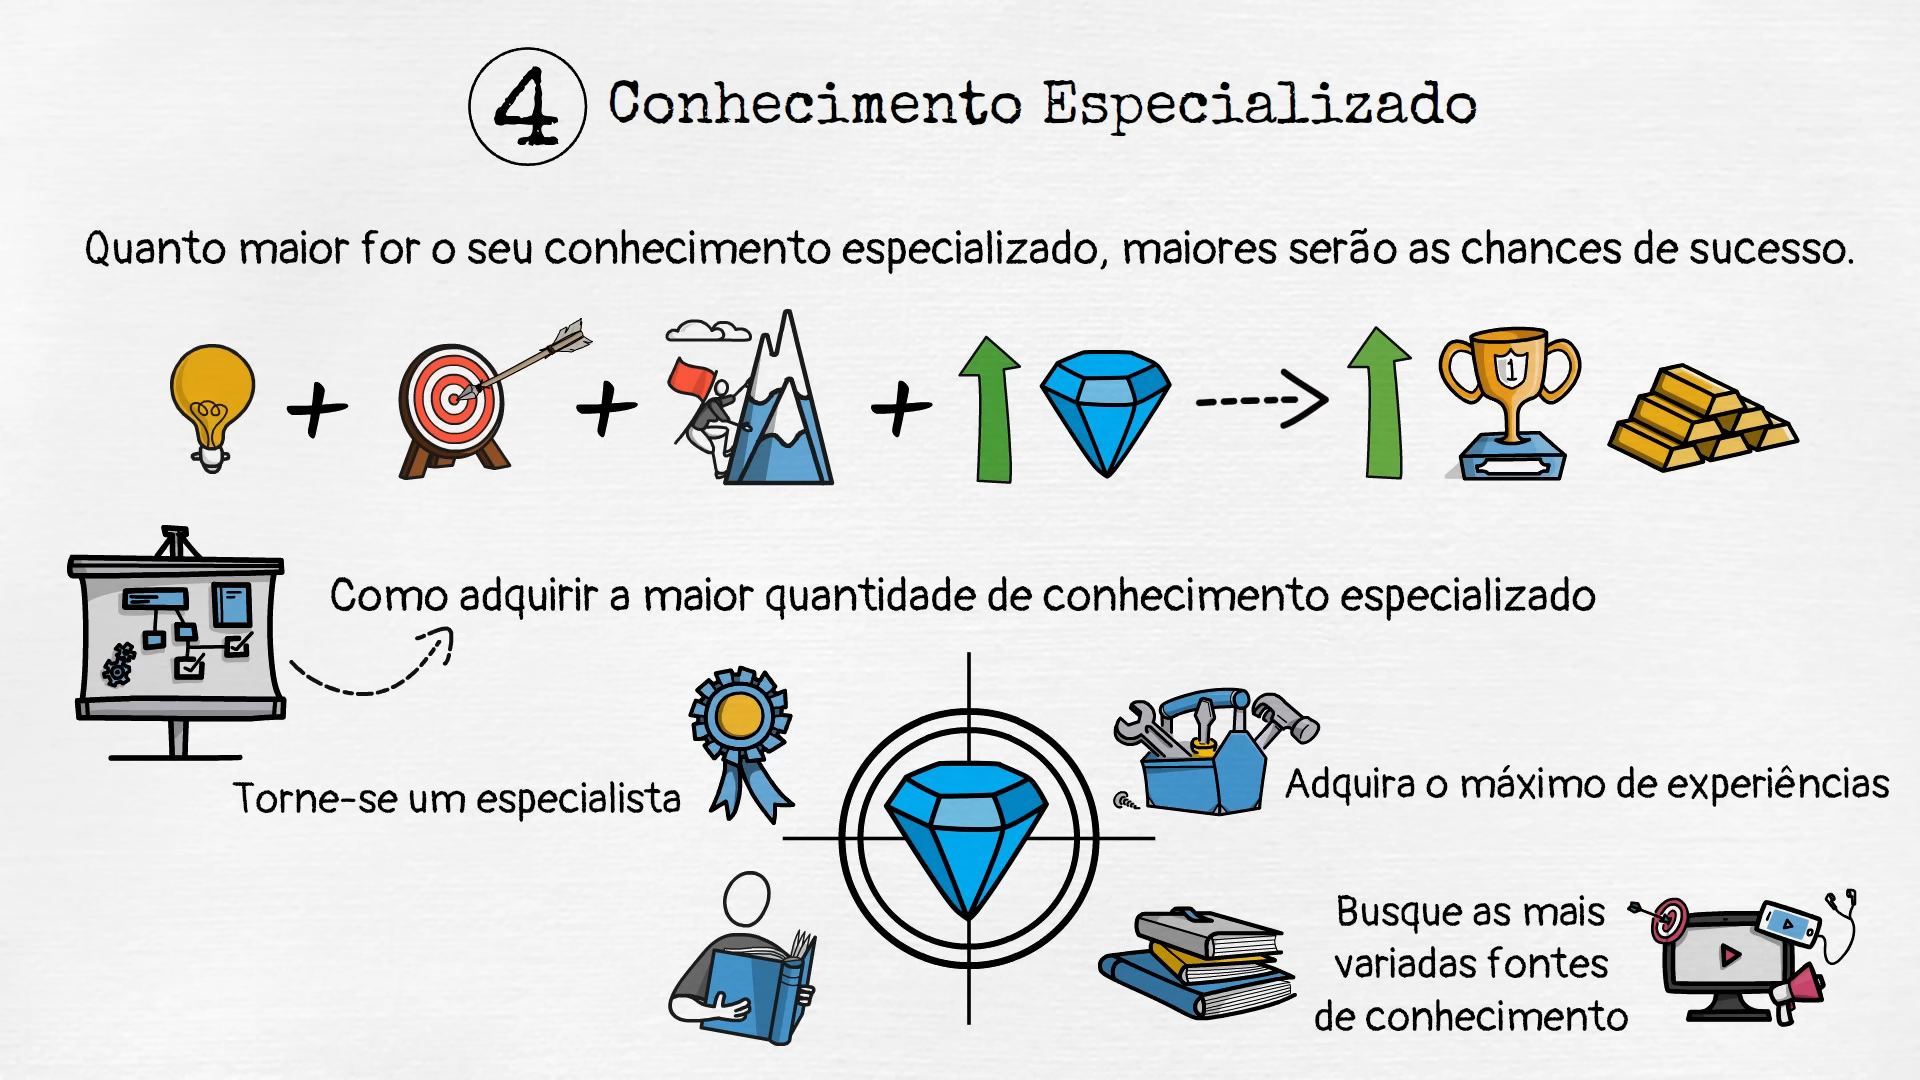 4 Conhecimento Especializado
Quanto maior for o seu conhecimento especializado, maiores serão as chances de sucesso.
1
Como adquirir a maior quantidade de conhecimento especializado
Torne-se um especialista
Adquira o máximo de experiências
Busque as mais
variadas fontes
de conhecimento